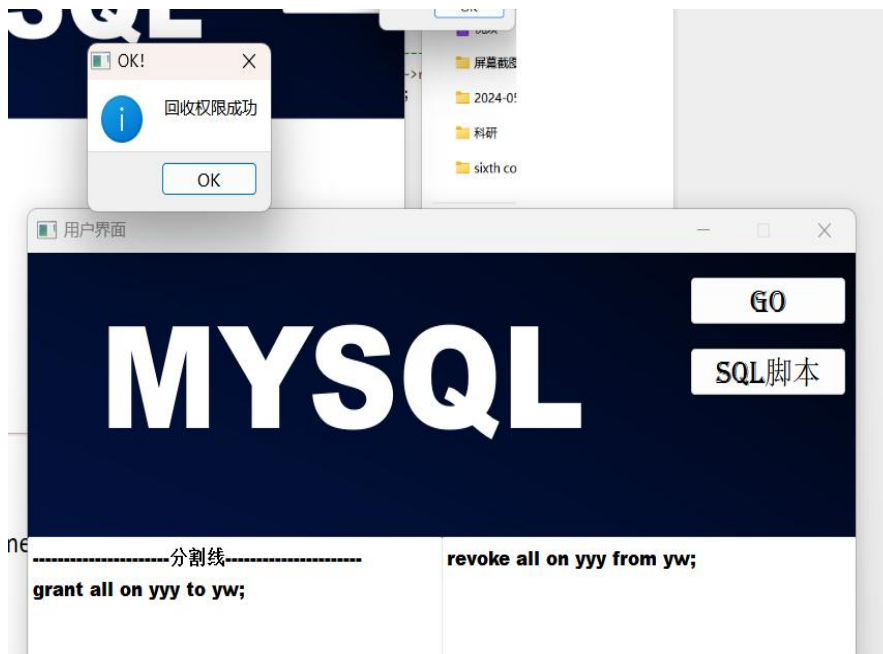 SQL
OK
OK!
回收权限成功
OK
屏幕截图
2024-05
科研
sixth co
用户界面
MYSQL
GO
SQL脚本
----------------------分割线----------------------
grant all on yyy to yw;
revoke all on yyy from yw;